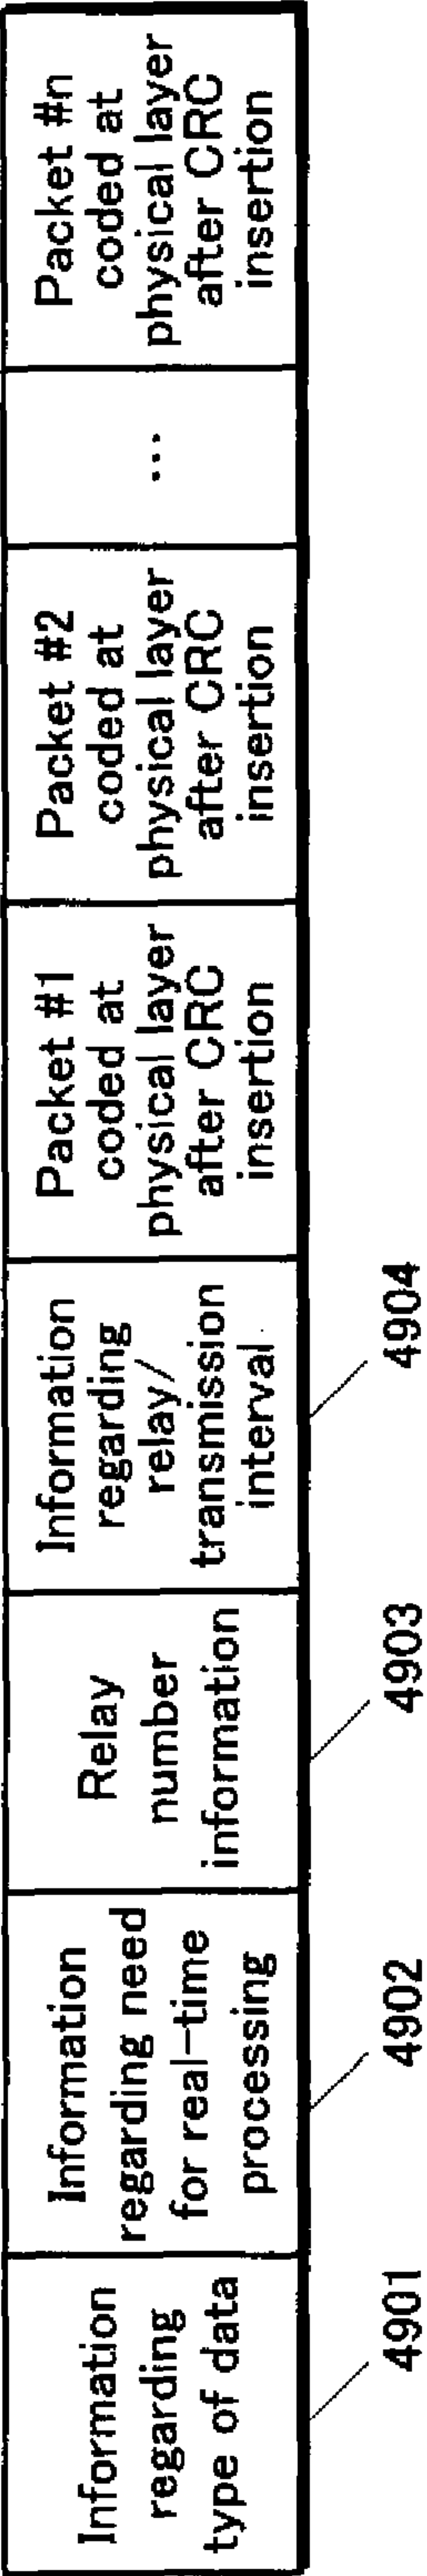 Information
regarding
type of data
Information
regarding need
for real-time
processing
Relay
number
information
Information
regarding
relay/
transmission
interval
Packet #1
coded at
physical layer
after CRC
insertion
Packet #2
coded at
physical layer
after CRC
insertion
...
Packet #n
coded at
physical layer
after CRC
insertion
4901
4902
4903
4904